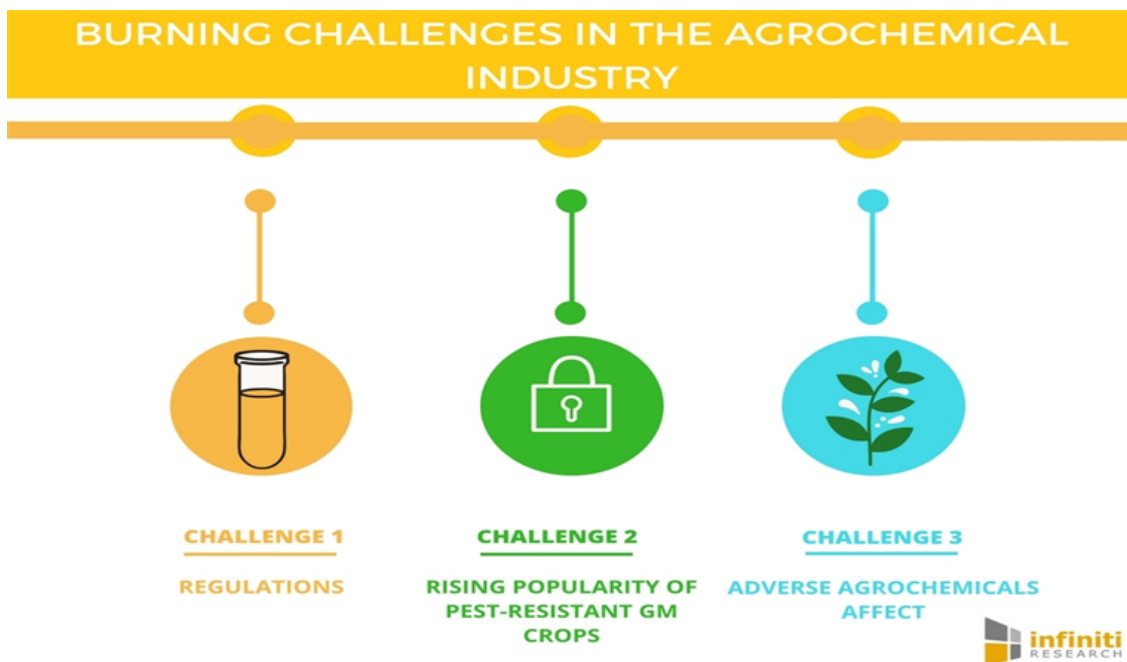 BURNING CHALLENGES IN THE AGROCHEMICAL
INDUSTRY
CHALLENGE 1
REGULATIONS
CHALLENGE 2
RISING POPULARITY OF
PEST-RESISTANT GM
CROPS
CHALLENGE 3
ADVERSE AGROCHEMICALS
AFFECT
infiniti
RESEARCH